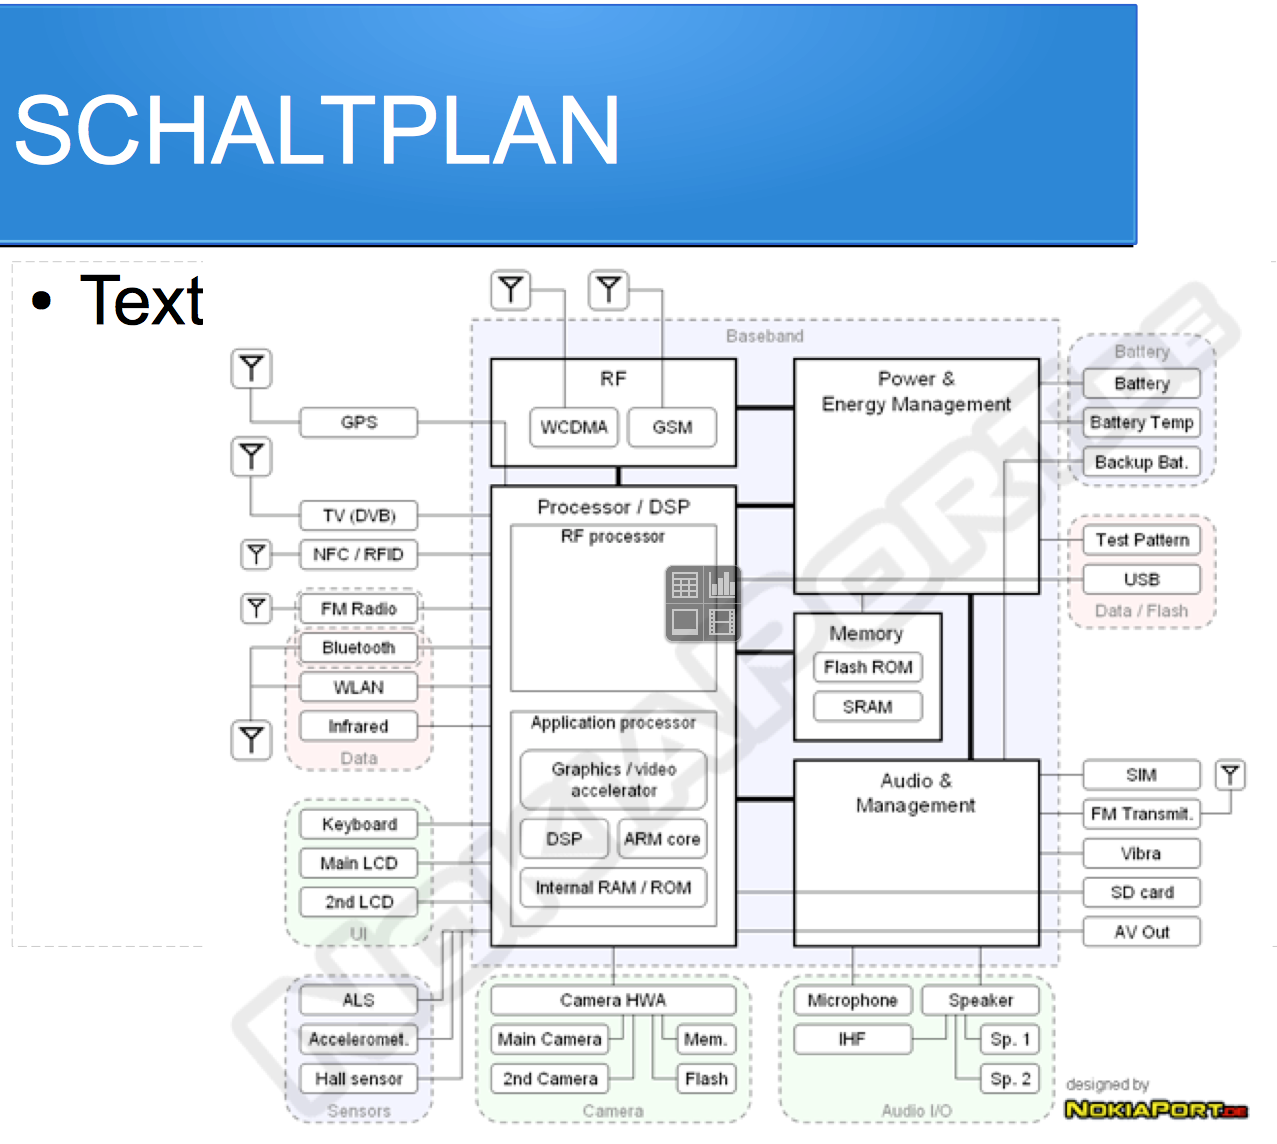 SCHALTPLAN
• Text
Baseband
RF
WCDMA
GSM
Power &
Energy Management
Battery
Battery
Battery Temp
Backup Bat.
GPS
TV (DVB)
NFC / RFID
FM Radio
Bluetooth
WLAN
Infrared
Data
Processor / DSP
RF processor
Test Pattern
USB
Data / Flash
Memory
Flash ROM
SRAM
Application processor
Graphics / video
accelerator
DSP
ARM core
Internal RAM / ROM
Audio &
Management
SIM
FM Transmit.
Vibra
SD card
AV Out
Keyboard
Main LCD
2nd LCD
UI
ALS
Acceleromet.
Hall sensor
Sensors
Camera HWA
Main Camera
Mem.
2nd Camera
Flash
Camera
Microphone
Speaker
IHF
Sp. 1
Sp. 2
Audio I/O
designed by
NOKIAPORT.DE
NOKIAPORT.DE